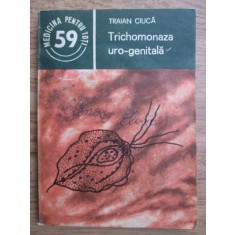 MEDICINA PENTRU TOȚI
59
TRAIAN CIUCĂ
Trichomonaza
uro-genitală